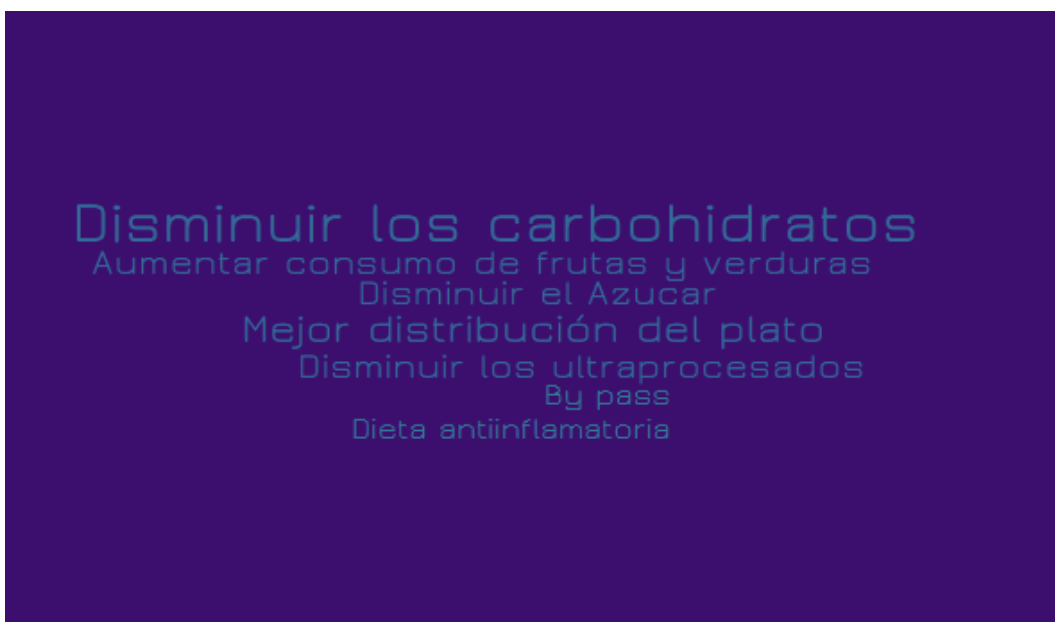 Disminuir los carbohidratos
Aumentar consumo de frutas y verduras
Disminuir el Azucar
Mejor distribución del plato
Disminuir los ultraprocesados
By pass
Dieta antiinflamatoria